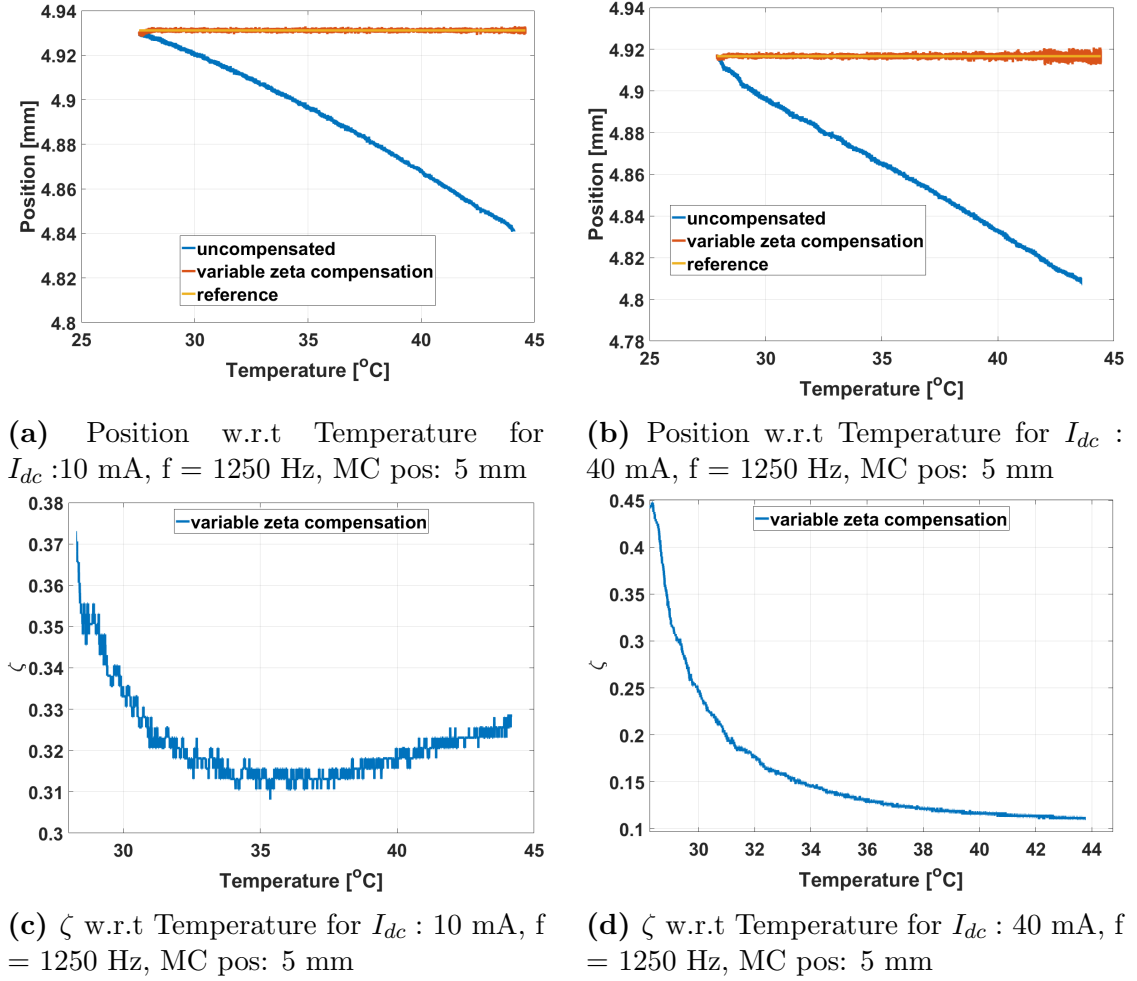 4.94
4.92
4.9
4.88
4.86
4.84
4.82
4.8
Position [mm]
uncompensated
variable zeta compensation
reference
25 30 35 40 45
Temperature [°C]
(a) Position w.r.t Temperature for
I_dc :10 mA, f = 1250 Hz, MC pos: 5 mm
4.94
4.92
4.9
4.88
4.86
4.84
4.82
4.8
4.78
Position [mm]
uncompensated
variable zeta compensation
reference
25 30 35 40 45
Temperature [°C]
(b) Position w.r.t Temperature for I_dc :
40 mA, f = 1250 Hz, MC pos: 5 mm
0.38
0.37
0.36
0.35
0.34
0.33
0.32
0.31
0.3
ζ
variable zeta compensation
30 35 40 45
Temperature [°C]
(c) ζ w.r.t Temperature for I_dc : 10 mA, f
= 1250 Hz, MC pos: 5 mm
0.45
0.4
0.35
0.3
0.25
0.2
0.15
0.1
ζ
variable zeta compensation
30 32 34 36 38 40 42 44
Temperature [°C]
(d) ζ w.r.t Temperature for I_dc : 40 mA, f
= 1250 Hz, MC pos: 5 mm